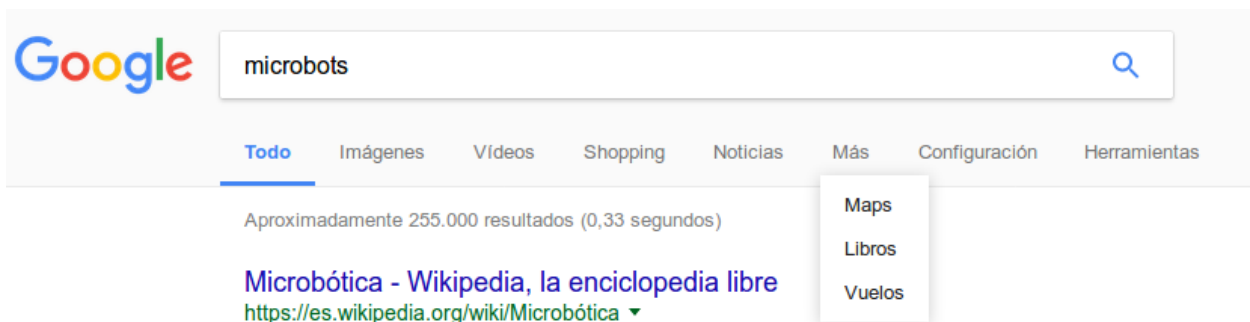 Google
microbots
Todo Imágenes Vídeos Shopping Noticias Más Configuración Herramientas
Maps
Libros
Vuelos
Aproximadamente 255.000 resultados (0,33 segundos)
Microbótica - Wikipedia, la enciclopedia libre
https://es.wikipedia.org/wiki/Microbótica